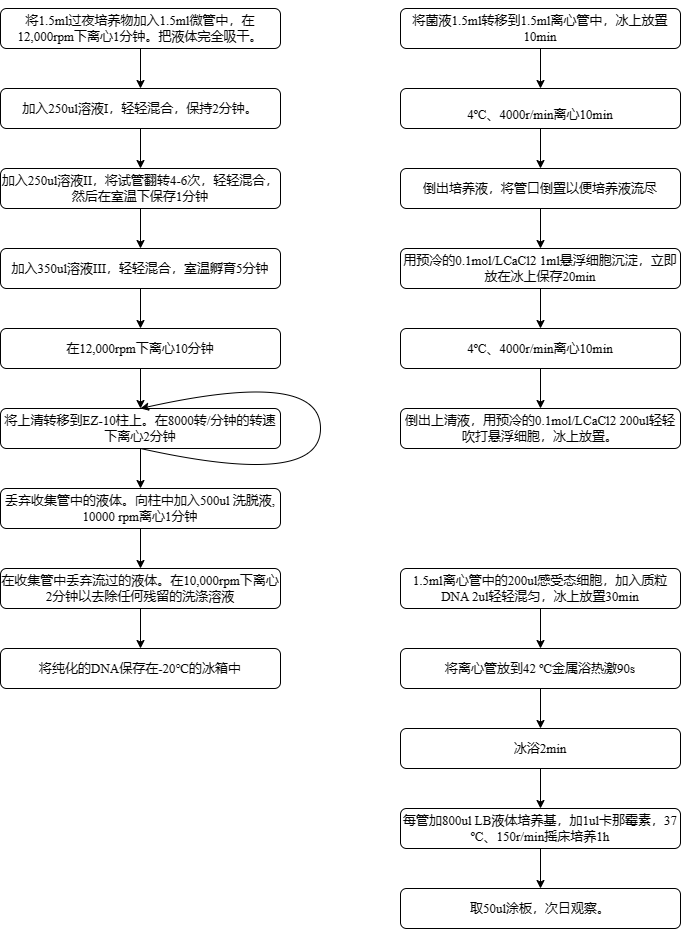 将1.5ml过夜培养物加入1.5ml微管中，在
12,000rpm下离心1分钟。把液体完全吸干。
加入250ul溶液I，轻轻混合，保持2分钟。
加入250ul溶液II，将试管翻转4-6次，轻轻混合，
然后在室温下保存1分钟
加入350ul溶液III，轻轻混合，室温孵育5分钟
在12,000rpm下离心10分钟
将上清转移到EZ-10柱上。在8000转/分钟的转速
下离心2分钟
丢弃收集管中的液体。向柱中加入500ul 洗脱液,
10000 rpm离心1分钟
在收集管中丢弃流过的液体。在10,000rpm下离心
2分钟以去除任何残留的洗涤溶液
将纯化的DNA保存在-20℃的冰箱中
将菌液1.5ml转移到1.5ml离心管中，冰上放置
10min
4℃、4000r/min离心10min
倒出培养液，将管口倒置以便培养液流尽
用预冷的0.1mol/LCaCl2 1ml悬浮细胞沉淀，立即
放在冰上保存20min
4℃、4000r/min离心10min
倒出上清液，用预冷的0.1mol/LCaCl2 200ul轻轻
吹打悬浮细胞，冰上放置。
1.5ml离心管中的200ul感受态细胞，加入质粒
DNA 2ul轻轻混匀，冰上放置30min
将离心管放到42 ℃金属浴热激90s
冰浴2min
每管加800ul LB液体培养基，加1ul卡那霉素，37
℃、150r/min摇床培养1h
取50ul涂板，次日观察。